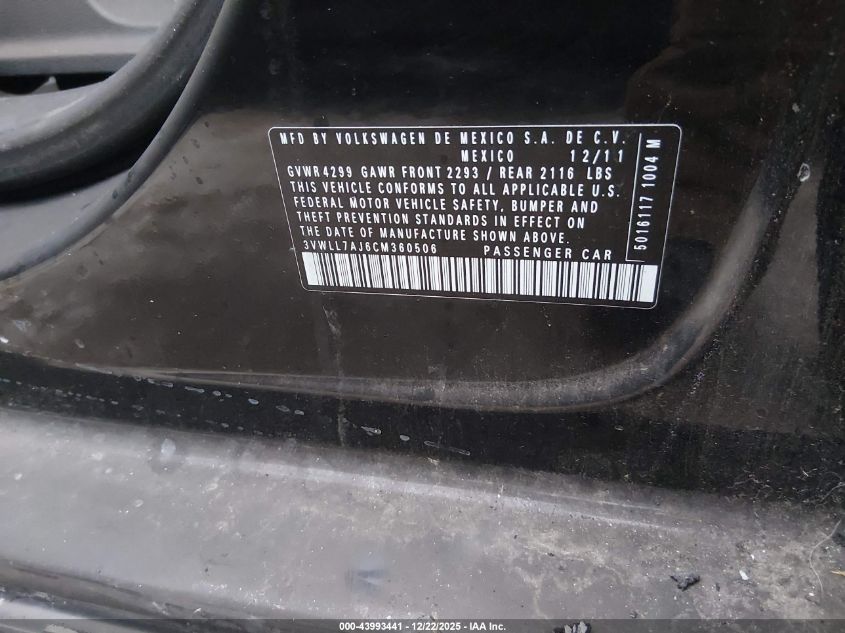 MFD BY VOLKSWAGEN DE MEXICO S.A. DE C.V.
MEXICO 12/11
GVWR 4299 GAWR FRONT 2293 / REAR 2116 LBS
THIS VEHICLE CONFORMS TO ALL APPLICABLE U.S.
FEDERAL MOTOR VEHICLE SAFETY, BUMPER AND
THEFT PREVENTION STANDARDS IN EFFECT ON
THE DATE OF MANUFACTURE SHOWN ABOVE.
3VWLL7AJ6CM360506 PASSENGER CAR
5016117 1004 M
000-43993441 - 12/22/2025 - IAA Inc.